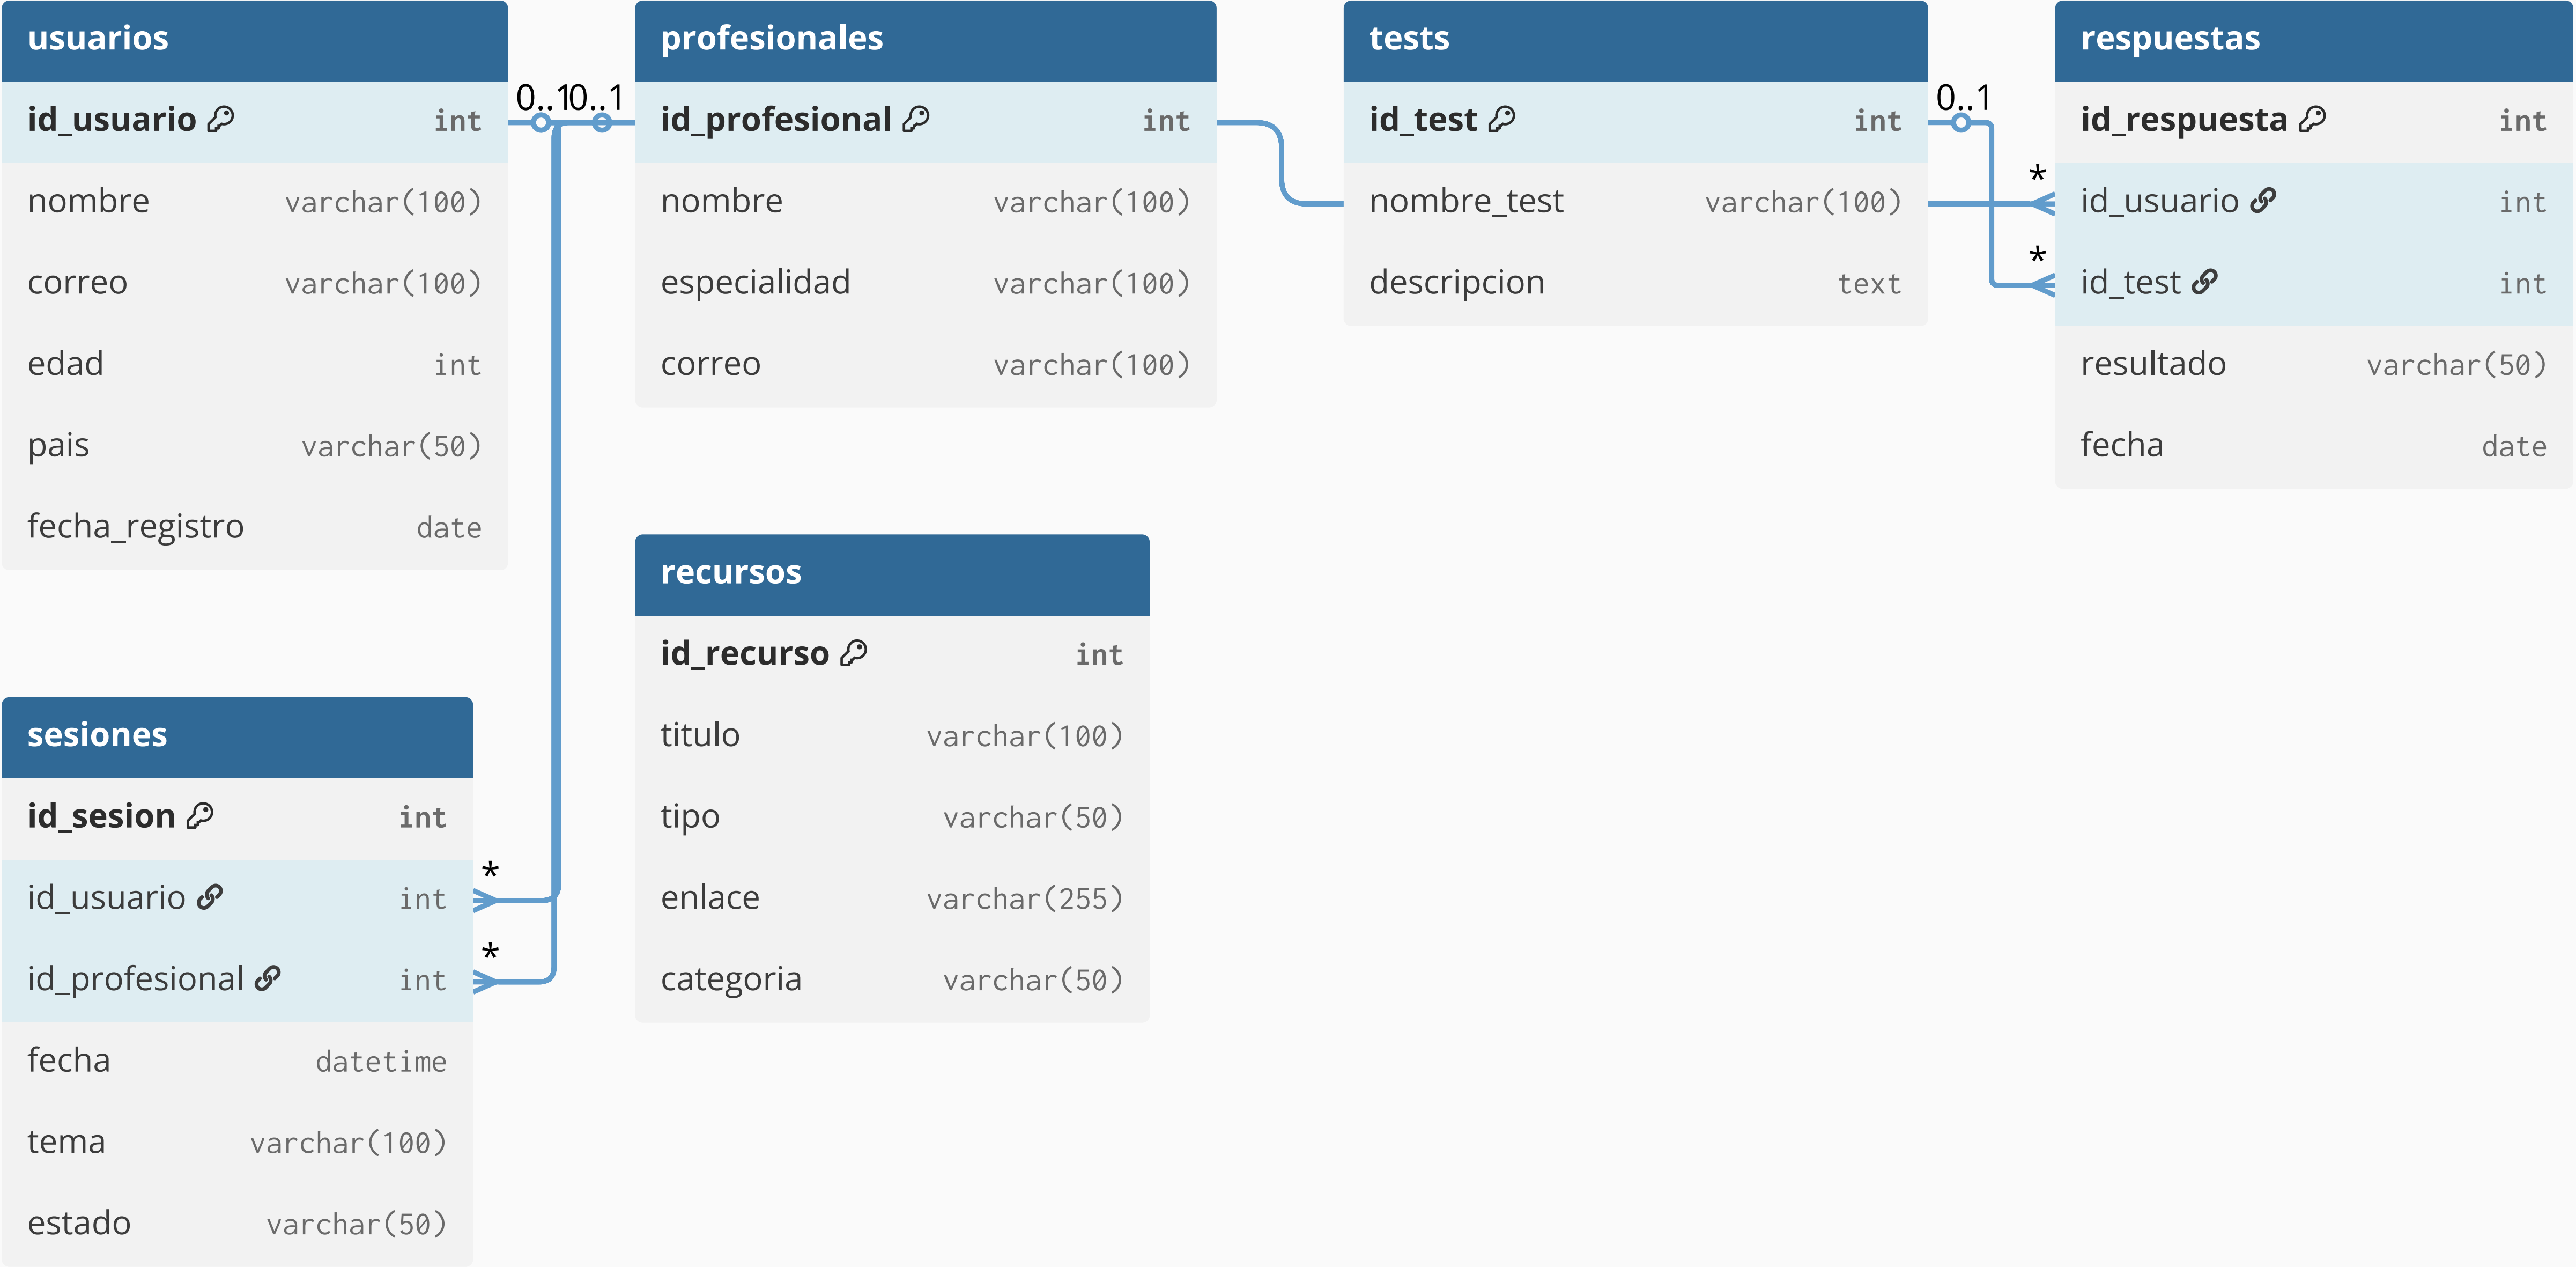 usuarios
id_usuario int
nombre varchar(100)
correo varchar(100)
edad int
pais varchar(50)
fecha_registro date
0..1
0..1
profesionales
id_profesional int
nombre varchar(100)
especialidad varchar(100)
correo varchar(100)
tests
id_test int
nombre_test varchar(100)
descripcion text
0..1
*
*
respuestas
id_respuesta int
id_usuario int
id_test int
resultado varchar(50)
fecha date
recursos
id_recurso int
titulo varchar(100)
tipo varchar(50)
enlace varchar(255)
categoria varchar(50)
sesiones
id_sesion int
id_usuario int
id_profesional int
fecha datetime
tema varchar(100)
estado varchar(50)
*
*